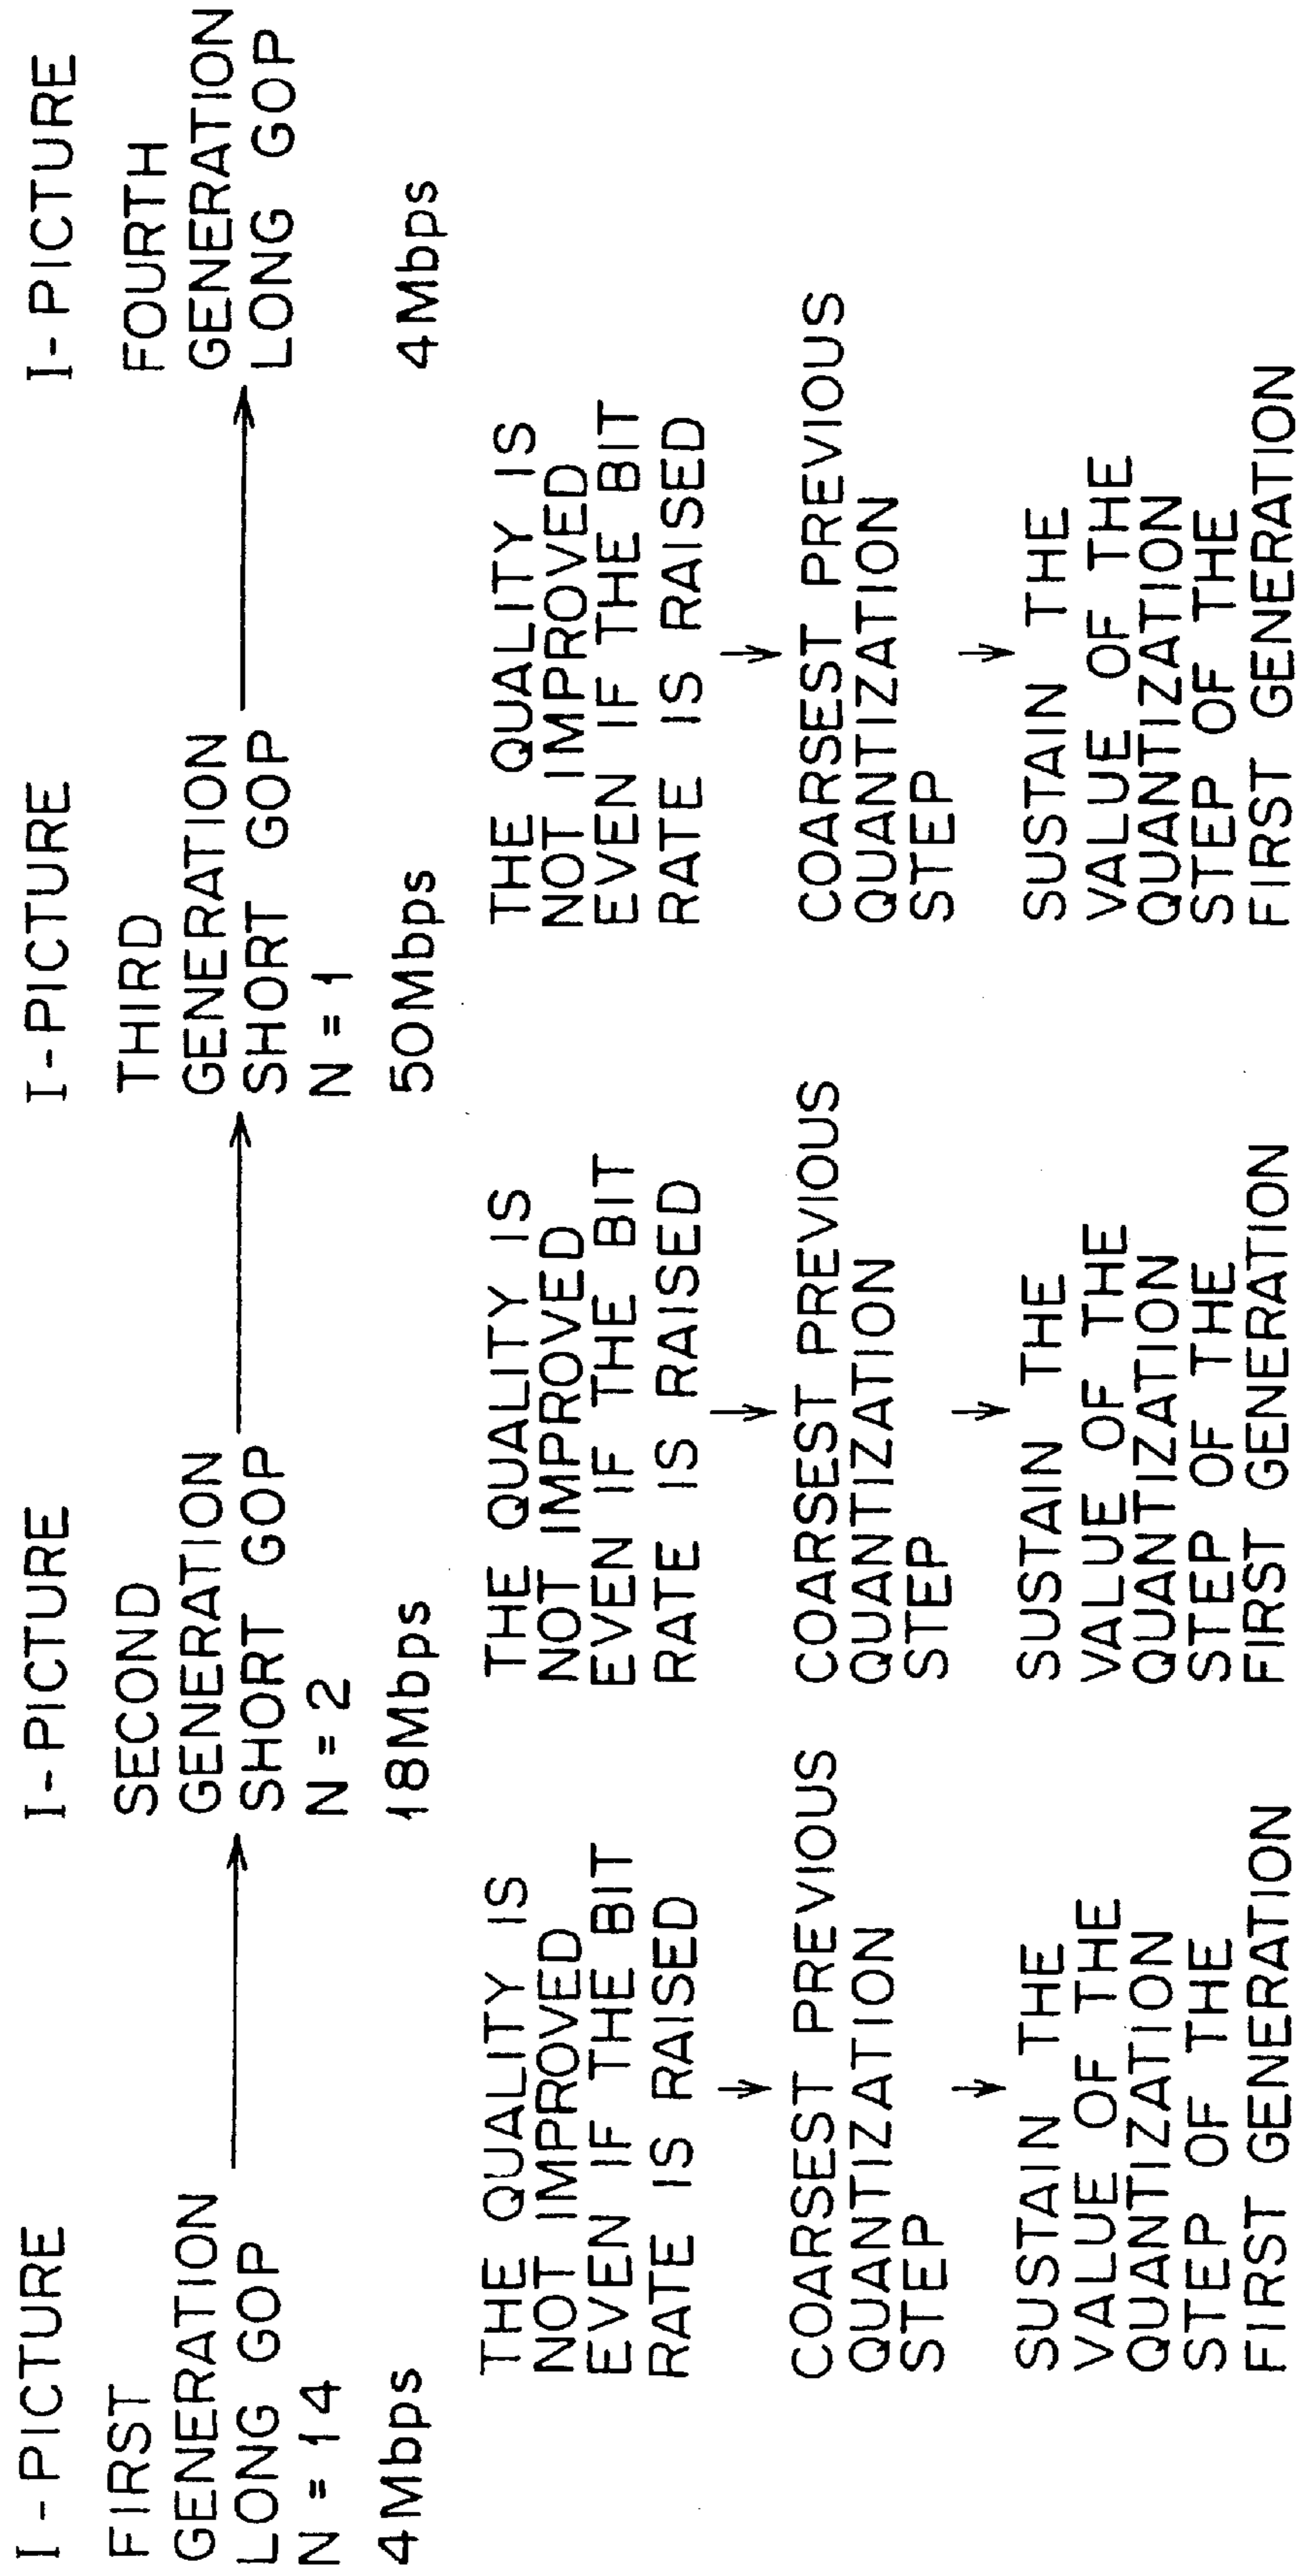 I-PICTURE
FIRST
GENERATION
LONG GOP
N = 14
4Mbps
I-PICTURE
SECOND
GENERATION
SHORT GOP
N = 2
18Mbps
I-PICTURE
THIRD
GENERATION
SHORT GOP
N = 1
50Mbps
I-PICTURE
FOURTH
GENERATION
LONG GOP
4Mbps
THE QUALITY IS
NOT IMPROVED
EVEN IF THE BIT
RATE IS RAISED
COARSEST PREVIOUS
QUANTIZATION
STEP
SUSTAIN THE
VALUE OF THE
QUANTIZATION
STEP OF THE
FIRST GENERATION
THE QUALITY IS
NOT IMPROVED
EVEN IF THE BIT
RATE IS RAISED
COARSEST PREVIOUS
QUANTIZATION
STEP
SUSTAIN THE
VALUE OF THE
QUANTIZATION
STEP OF THE
FIRST GENERATION
THE QUALITY IS
NOT IMPROVED
EVEN IF THE BIT
RATE IS RAISED
COARSEST PREVIOUS
QUANTIZATION
STEP
SUSTAIN THE
VALUE OF THE
QUANTIZATION
STEP OF THE
FIRST GENERATION